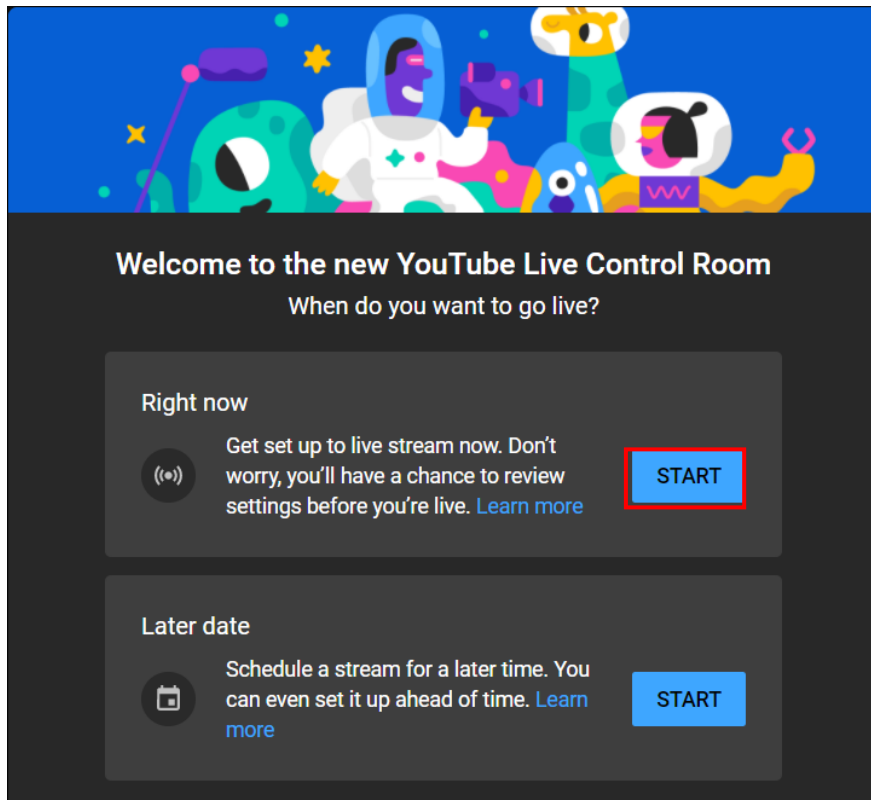 Welcome to the new YouTube Live Control Room
When do you want to go live?
Right now
Get set up to live stream now. Don’t
worry, you’ll have a chance to review
settings before you’re live. Learn more
START
Later date
Schedule a stream for a later time. You
can even set it up ahead of time. Learn
more
START